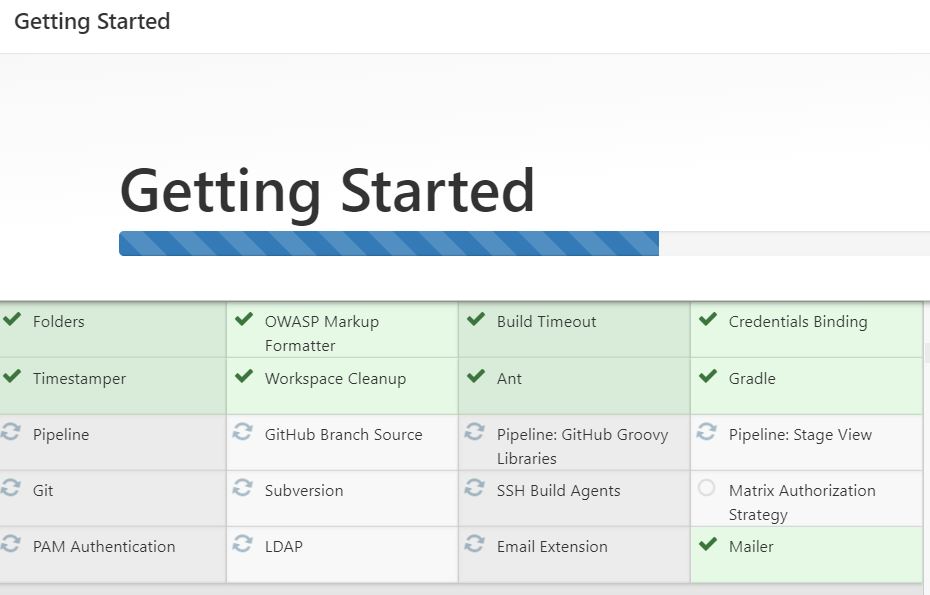 Getting Started
Getting Started
Folders
OWASP Markup
Formatter
Build Timeout
Credentials Binding
Timestamper
Workspace Cleanup
Ant
Gradle
Pipeline
GitHub Branch Source
Pipeline: GitHub Groovy
Libraries
Pipeline: Stage View
Git
Subversion
SSH Build Agents
Matrix Authorization
Strategy
PAM Authentication
LDAP
Email Extension
Mailer